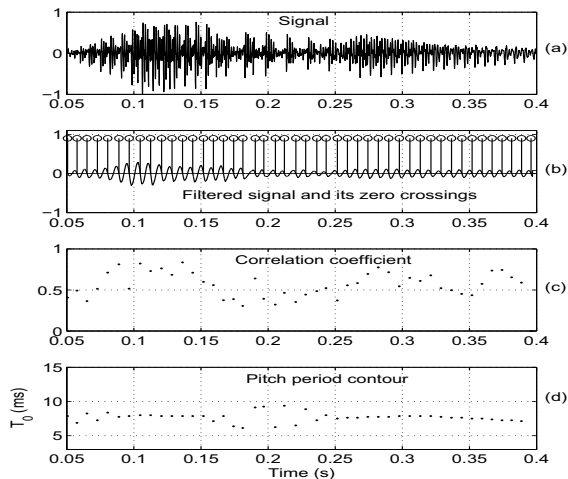 Signal
1
0
−1
(a)
0.05 0.1 0.15 0.2 0.25 0.3 0.35 0.4
1
0
−1
(b)
Filtered signal and its zero crossings
0.05 0.1 0.15 0.2 0.25 0.3 0.35 0.4
Correlation coefficient
1
0.5
0
(c)
0.05 0.1 0.15 0.2 0.25 0.3 0.35 0.4
Pitch period contour
15
10
5
T0 (ms)
(d)
0.05 0.1 0.15 0.2 0.25 0.3 0.35 0.4
Time (s)